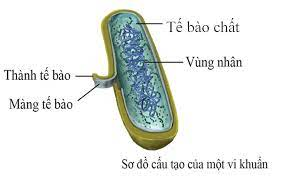 Tế bào chất
Vùng nhân
Thành tế bào
Màng tế bào
Sơ đồ cấu tạo của một vi khuẩn